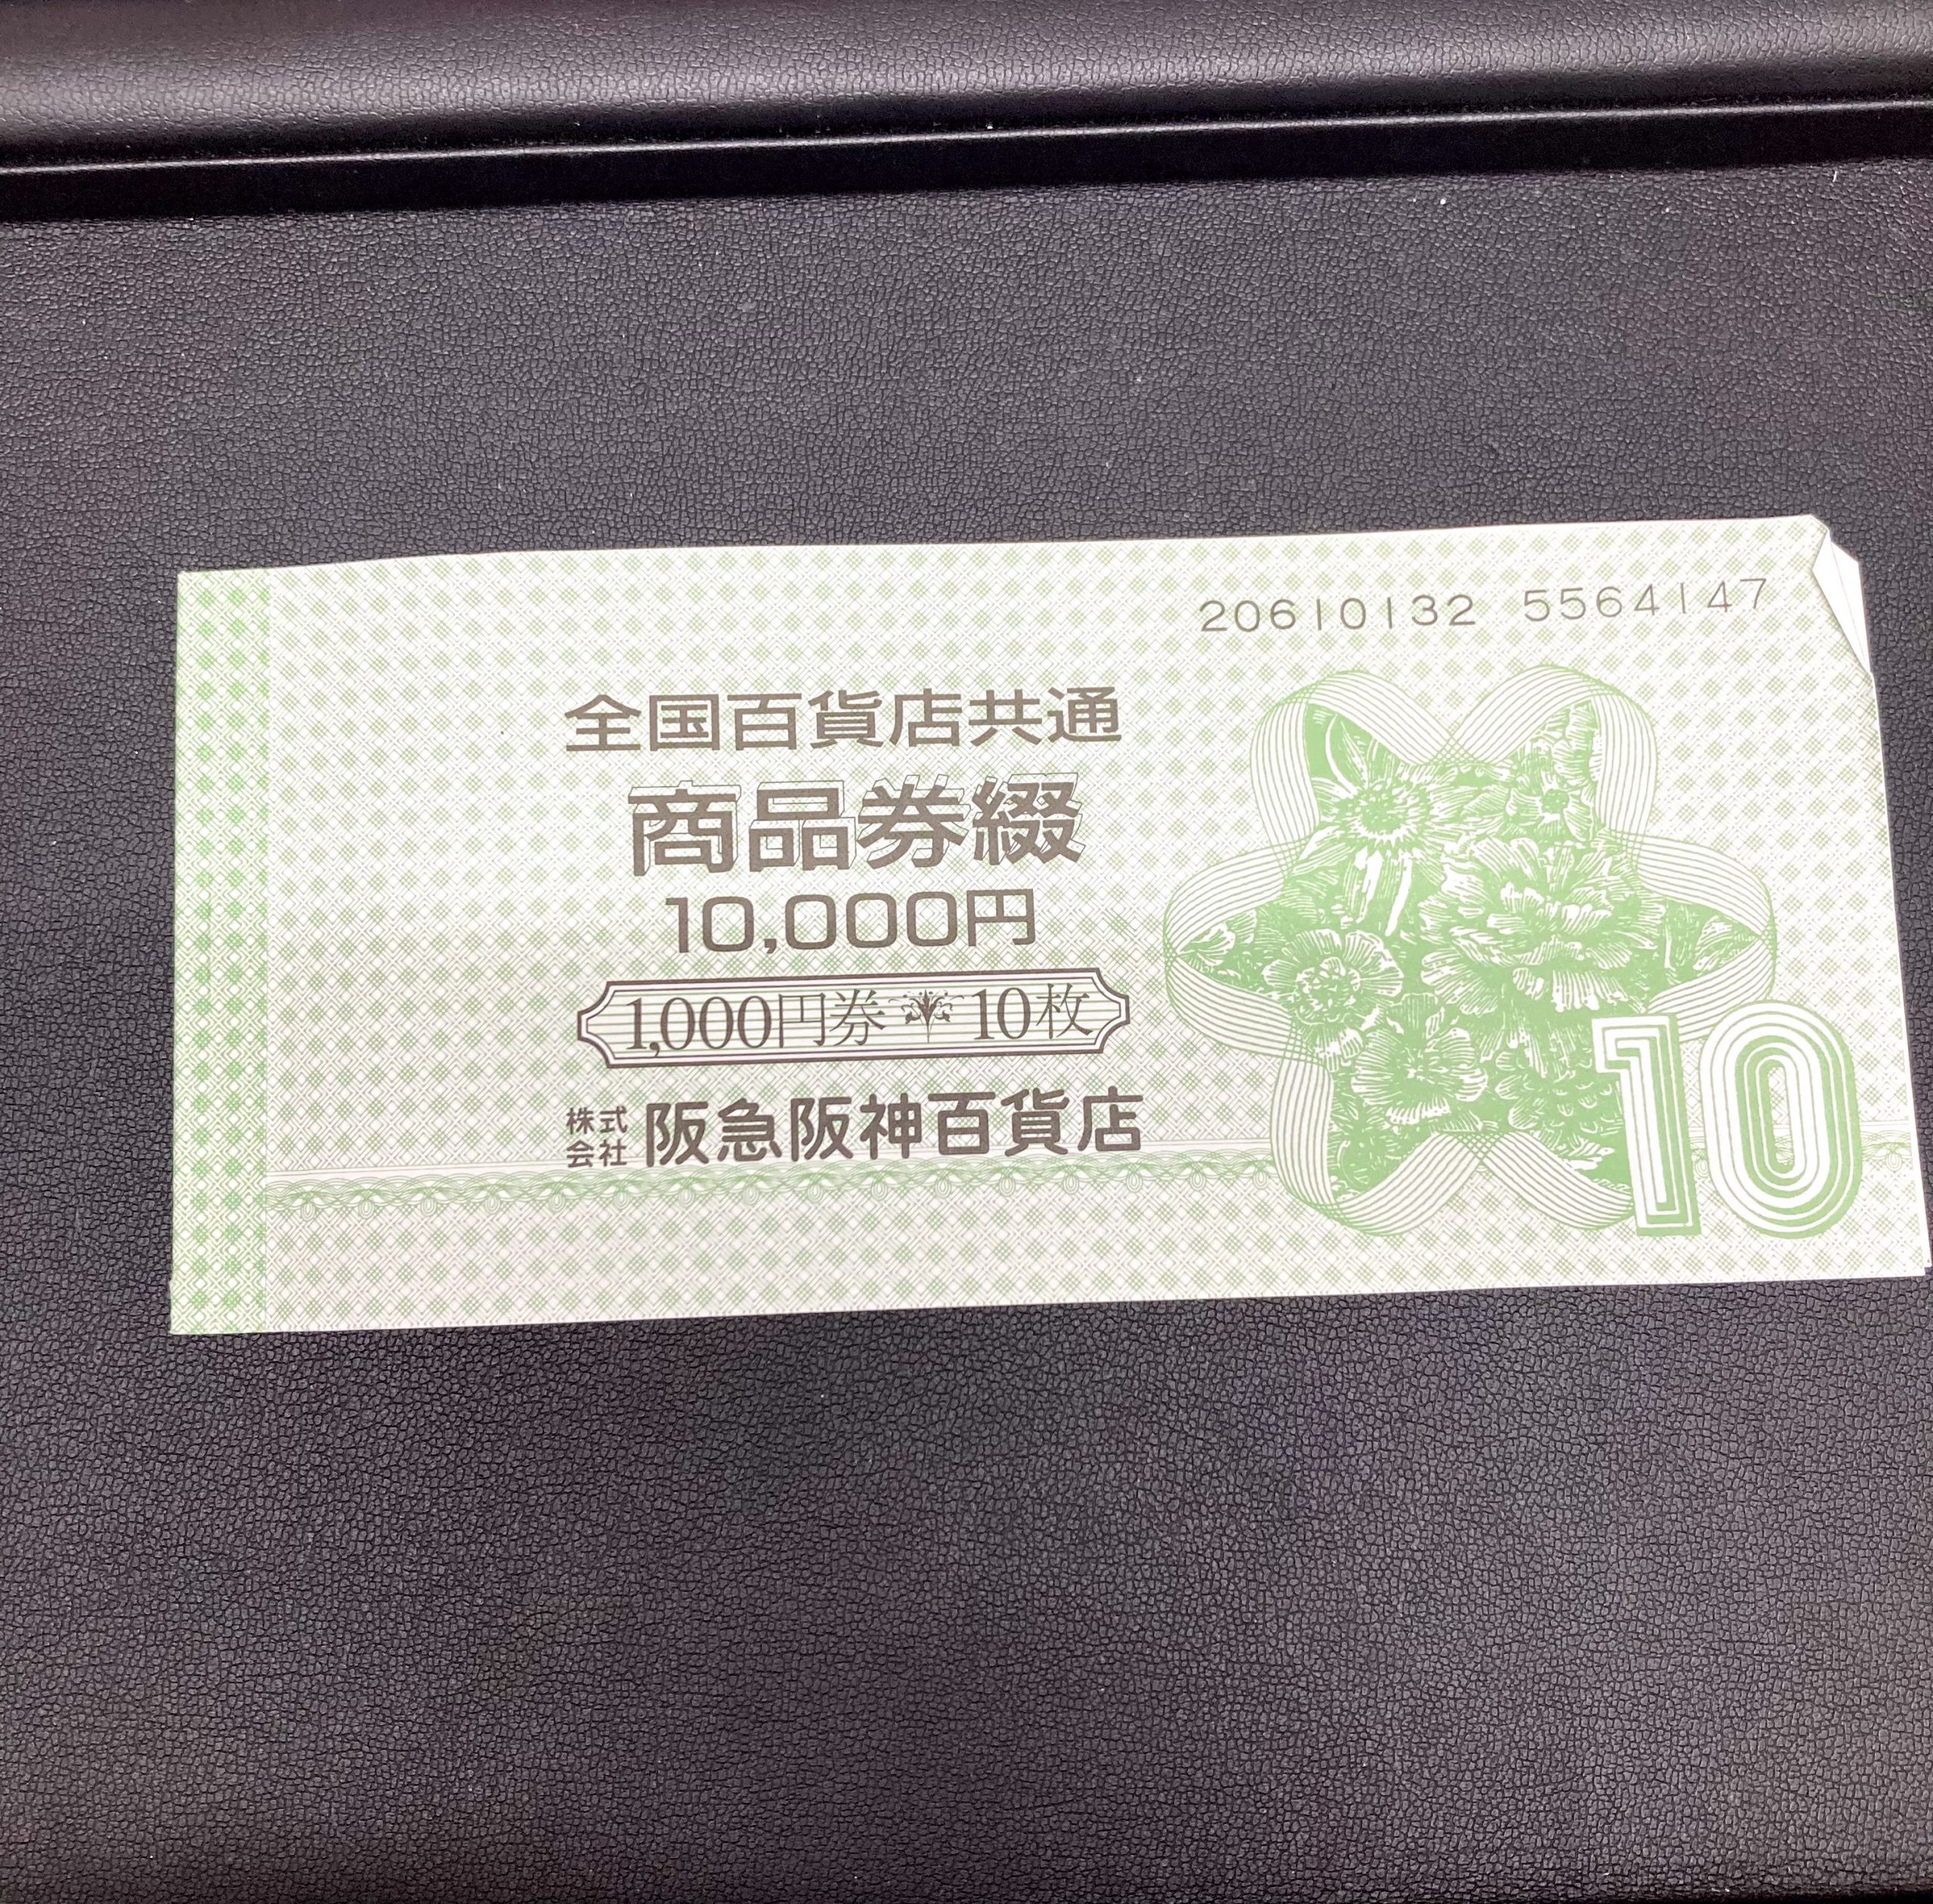 20610132 5564147
全国百貨店共通
商品券綴
10,000円
1,000円券 10枚
株式会社 阪急阪神百貨店
10